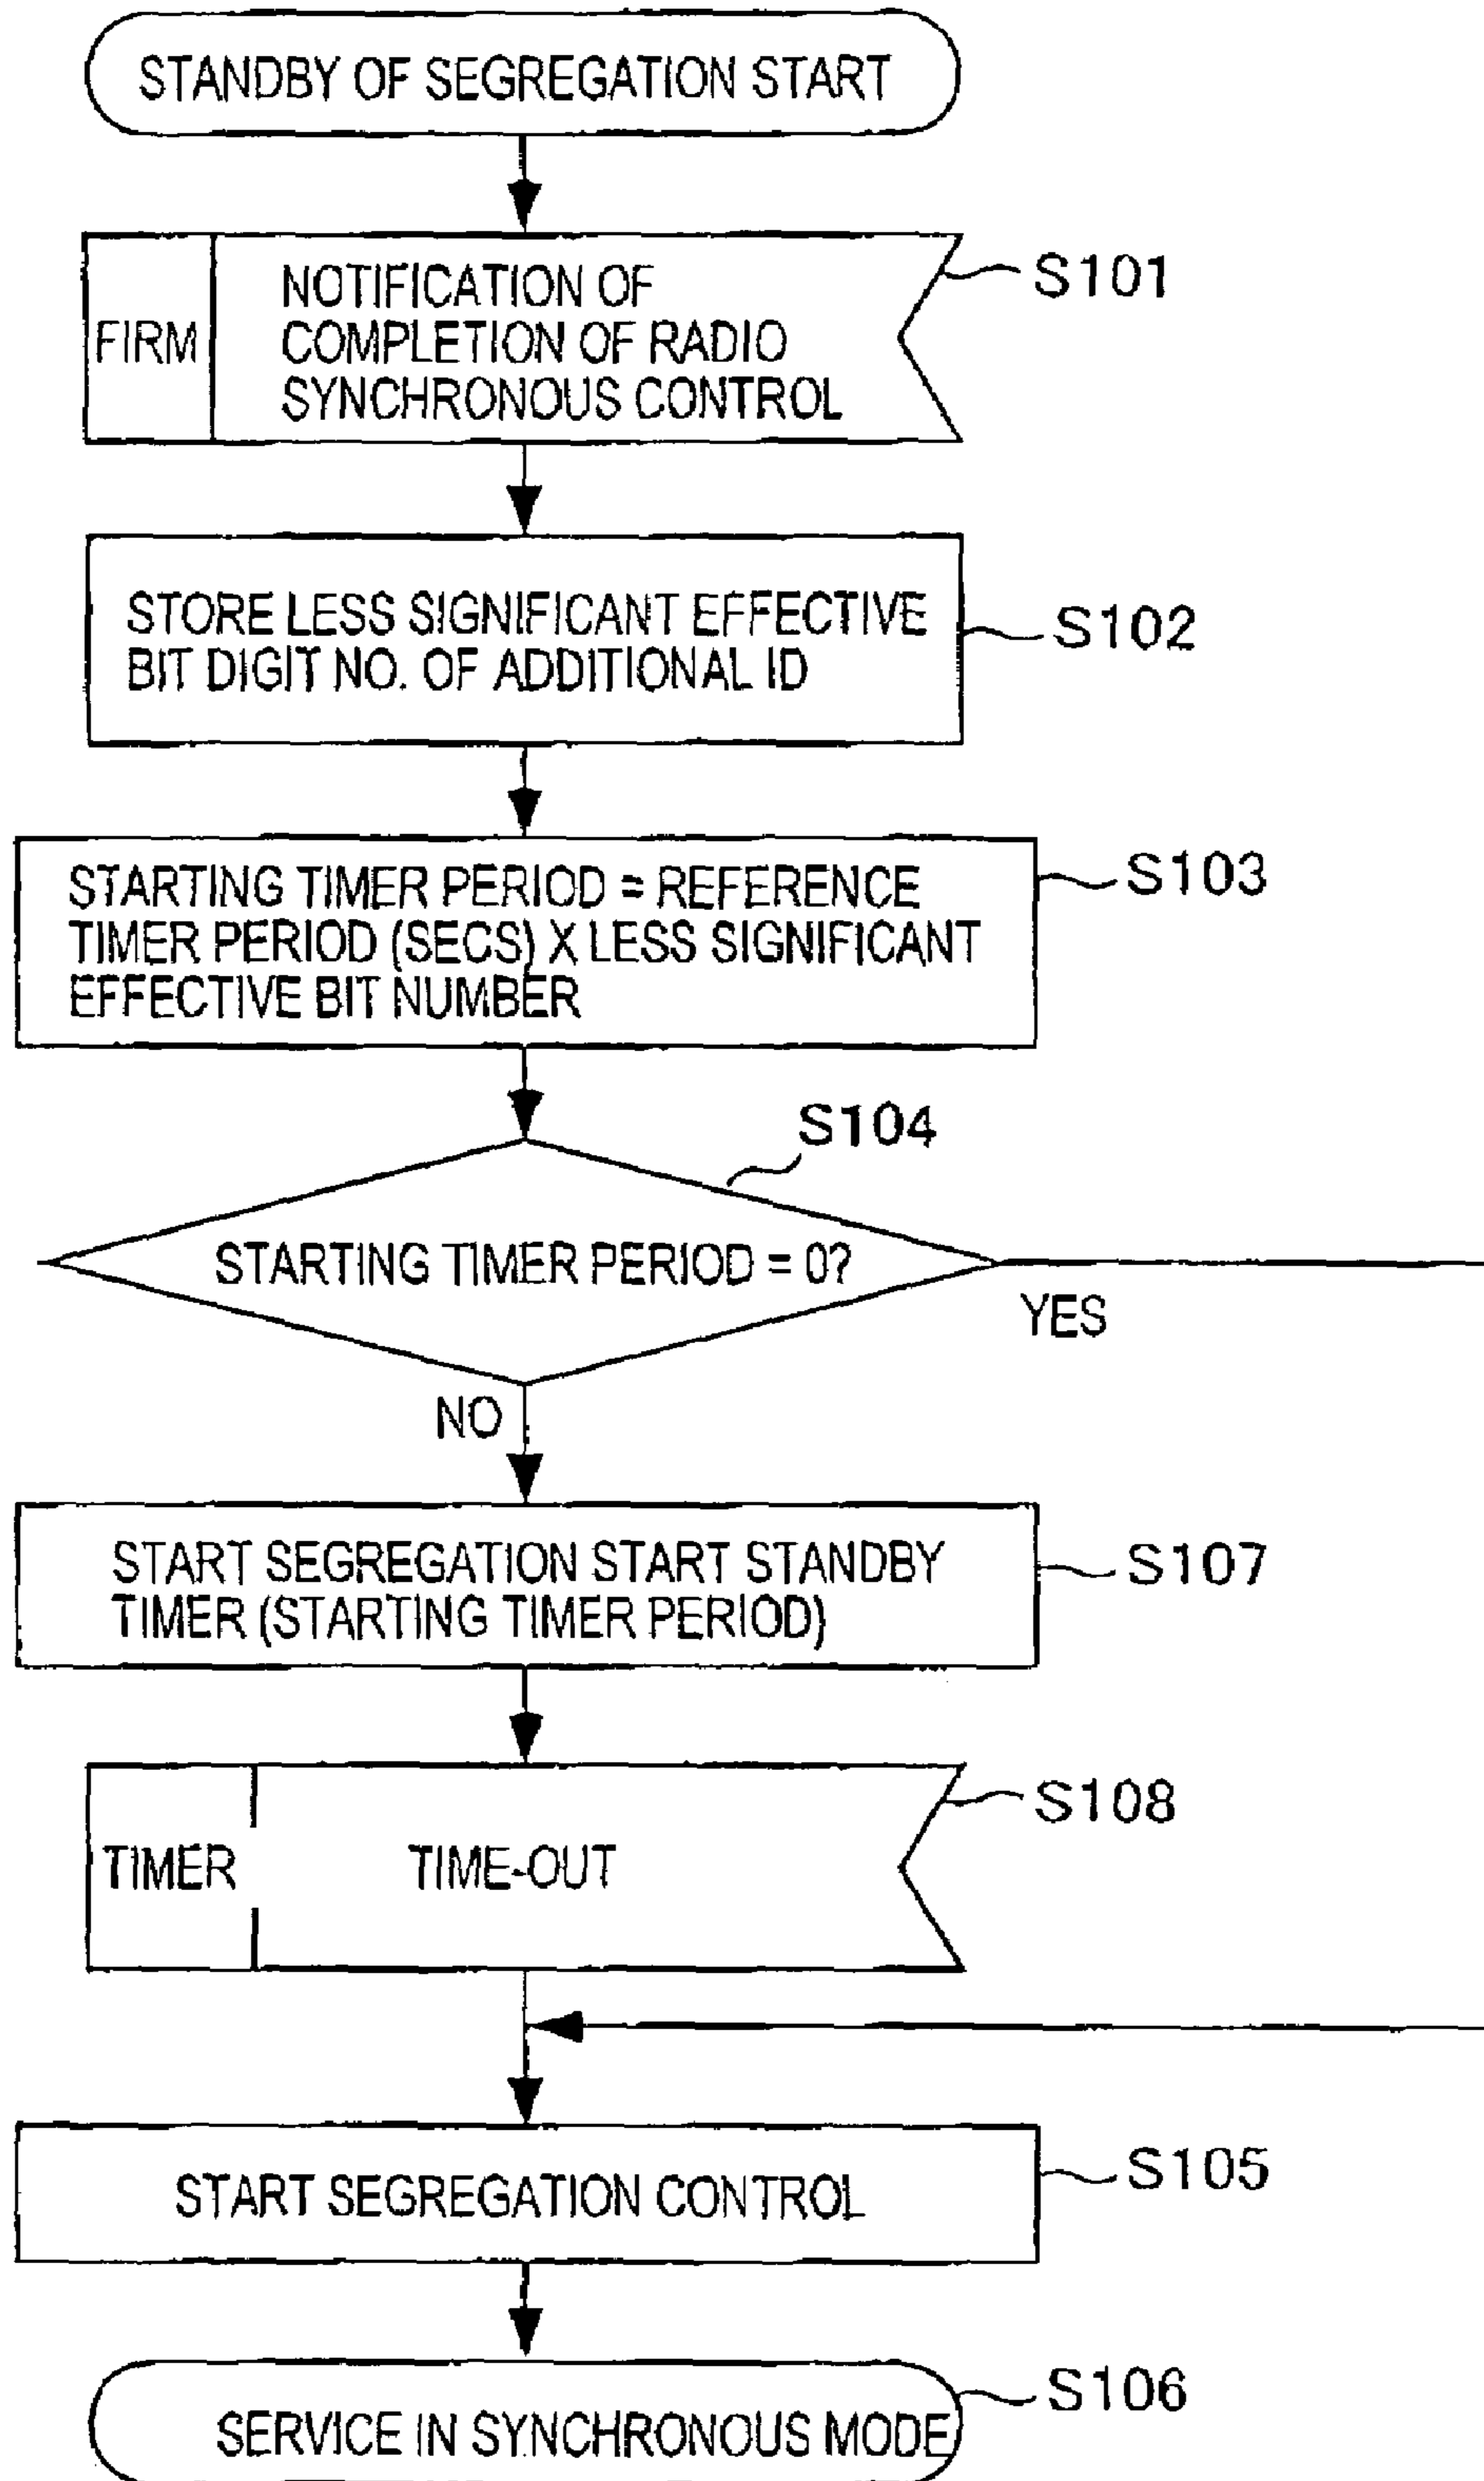 STANDBY OF SEGREGATION START
FIRM
NOTIFICATION OF
COMPLETION OF RADIO
SYNCHRONOUS CONTROL
S101
STORE LESS SIGNIFICANT EFFECTIVE
BIT DIGIT NO. OF ADDITIONAL ID
S102
STARTING TIMER PERIOD = REFERENCE
TIMER PERIOD (SECS) X LESS SIGNIFICANT
EFFECTIVE BIT NUMBER
S103
S104
STARTING TIMER PERIOD = 0?
YES
NO
START SEGREGATION START STANDBY
TIMER (STARTING TIMER PERIOD)
S107
TIMER
TIME-OUT
S108
START SEGREGATION CONTROL
S105
SERVICE IN SYNCHRONOUS MODE
S106